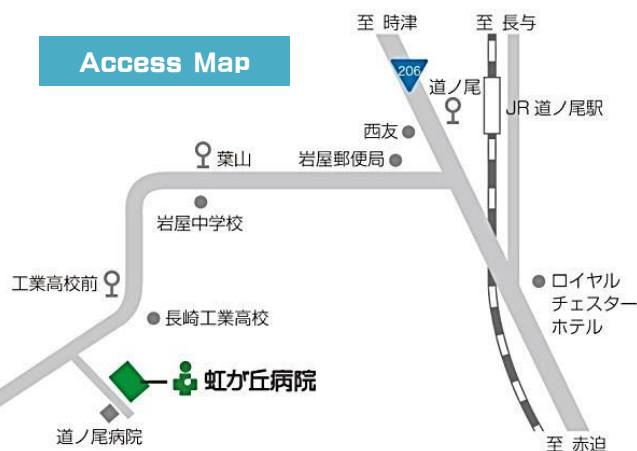 至 時津
至 長与
Access Map
206
道ノ尾
JR 道ノ尾駅
西友
岩屋郵便局
葉山
岩屋中学校
工業高校前
長崎工業高校
ロイヤル
チェスター
ホテル
虹が丘病院
道ノ尾病院
至 赤迫